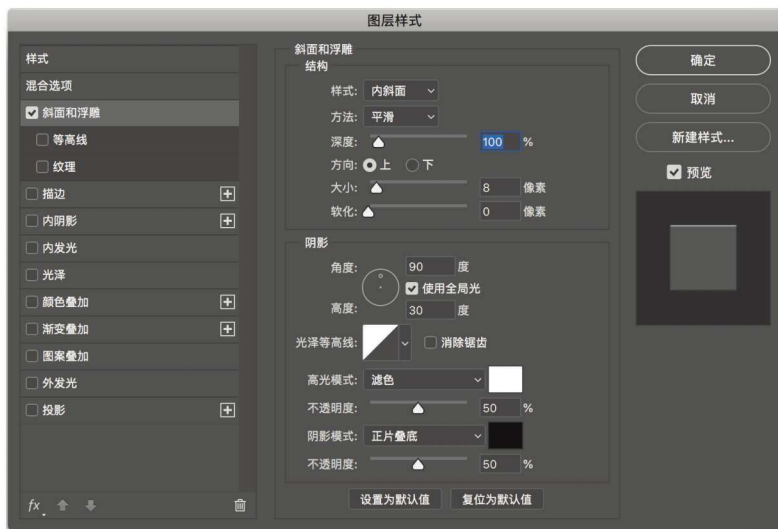 图层样式
样式
混合选项
斜面和浮雕
等高线
纹理
描边
内阴影
内发光
光泽
颜色叠加
渐变叠加
图案叠加
外发光
投影
fx
斜面和浮雕
结构
样式: 内斜面
方法: 平滑
深度: 100 %
方向: 上 下
大小: 8 像素
软化: 0 像素
阴影
角度: 90 度
使用全局光
高度: 30 度
光泽等高线: 消除锯齿
高光模式: 滤色
不透明度: 50 %
阴影模式: 正片叠底
不透明度: 50 %
设置为默认值 复位为默认值
确定
取消
新建样式...
预览